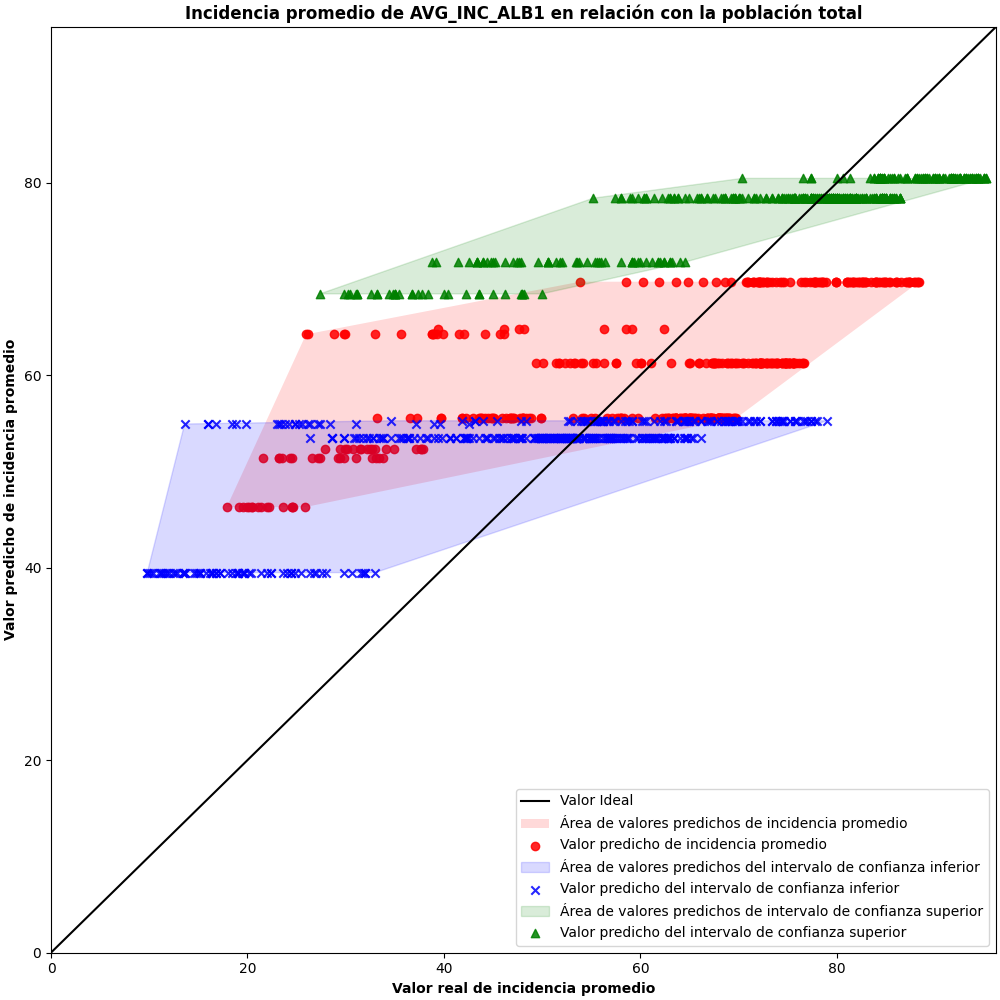 Incidencia promedio de AVG_INC_ALB1 en relación con la población total
Valor predicho de incidencia promedio
80
60
40
20
0
0 20 40 60 80
Valor real de incidencia promedio
Valor Ideal
Área de valores predichos de incidencia promedio
Valor predicho de incidencia promedio
Área de valores predichos del intervalo de confianza inferior
Valor predicho del intervalo de confianza inferior
Área de valores predichos de intervalo de confianza superior
Valor predicho del intervalo de confianza superior